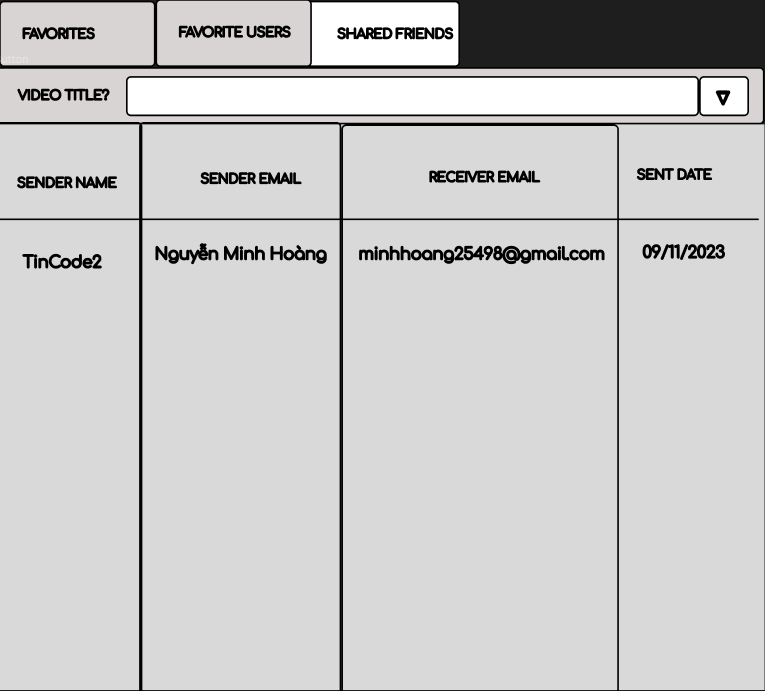 FAVORITES
FAVORITE USERS
SHARED FRIENDS
VIDEO TITLE?
SENDER NAME
SENDER EMAIL
RECEIVER EMAIL
SENT DATE
TinCode2
Nguyễn Minh Hoàng
minhhoang25498@gmail.com
09/11/2023